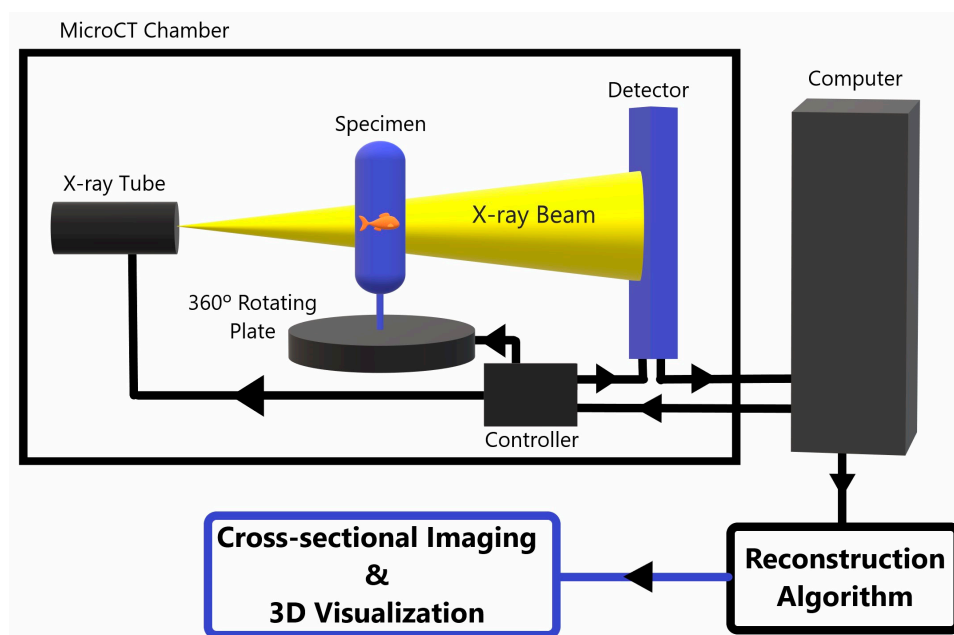 MicroCT Chamber
Computer
Detector
Specimen
X-ray Tube
X-ray Beam
360º Rotating
Plate
Controller
Cross-sectional Imaging
&
3D Visualization
Reconstruction
Algorithm